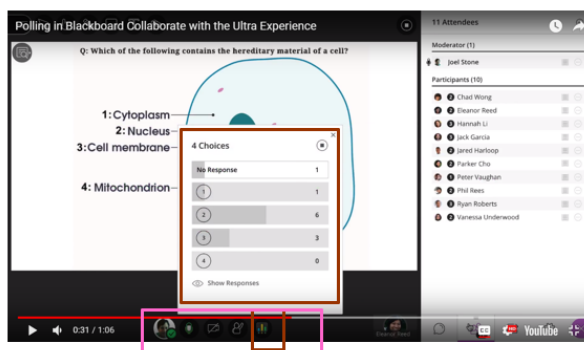 Polling in Blackboard Collaborate with the Ultra Experience
Q: Which of the following contains the hereditary material of a cell?
1: Cytoplasm
2: Nucleus
3: Cell membrane
4: Mitochondrion
4 Choices
No Response 1
1 1
2 6
3 3
4 0
Show Responses
11 Attendees
Moderator (1)
Joel Stone
Participants (10)
Chad Wong
Eleanor Reed
Hannah Li
Jack Garcia
Jared Harloop
Parker Cho
Peter Vaughan
Phil Rees
Ryan Roberts
Vanessa Underwood
0:31 / 1:06
Eleanor Reed
CC
YouTube